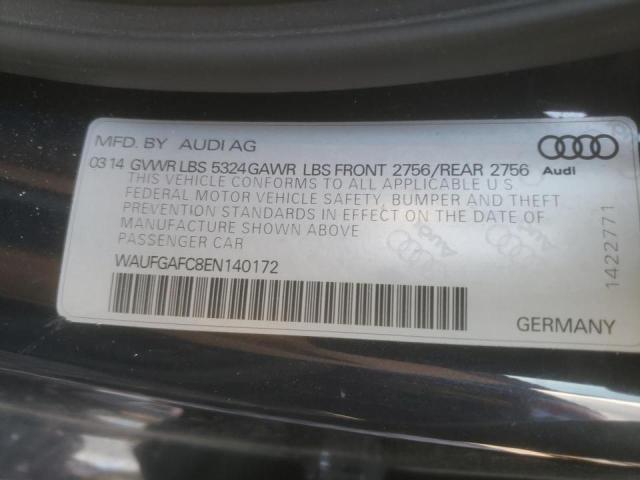 MFD. BY AUDI AG
03 14 GVWR LBS 5324 GAWR LBS FRONT 2756/REAR 2756
Audi
THIS VEHICLE CONFORMS TO ALL APPLICABLE U S
FEDERAL MOTOR VEHICLE SAFETY, BUMPER AND THEFT
PREVENTION STANDARDS IN EFFECT ON THE DATE OF
MANUFACTURE SHOWN ABOVE
PASSENGER CAR
WAUFGAFC8EN140172
1422771
GERMANY